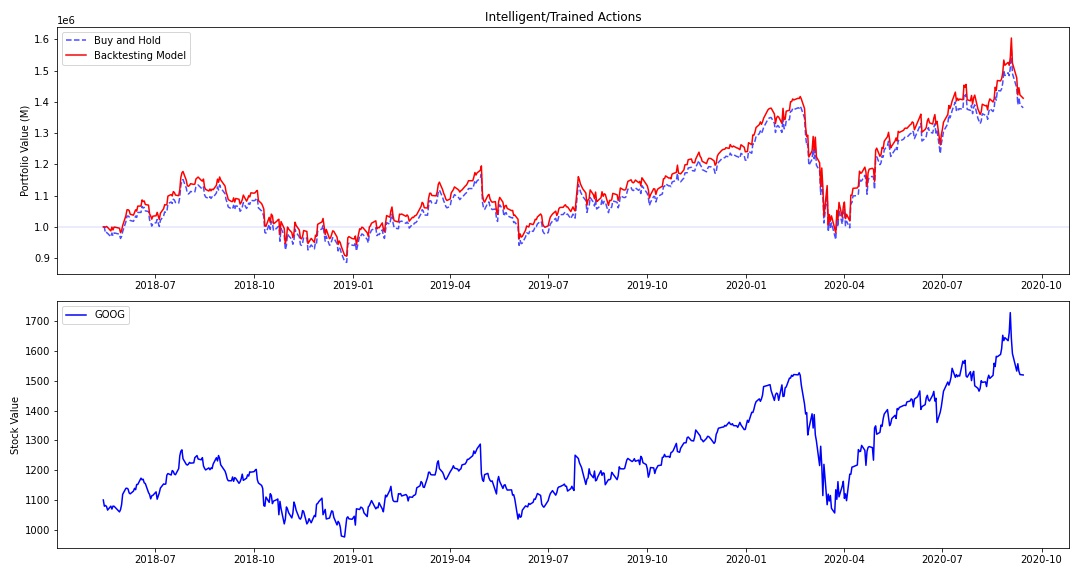 Intelligent/Trained Actions
1e6
Buy and Hold
Backtesting Model
Portfolio Value (M)
1.6
1.5
1.4
1.3
1.2
1.1
1.0
0.9
2018-07 2018-10 2019-01 2019-04 2019-07 2019-10 2020-01 2020-04 2020-07 2020-10
GOOG
Stock Value
1700
1600
1500
1400
1300
1200
1100
1000
2018-07 2018-10 2019-01 2019-04 2019-07 2019-10 2020-01 2020-04 2020-07 2020-10